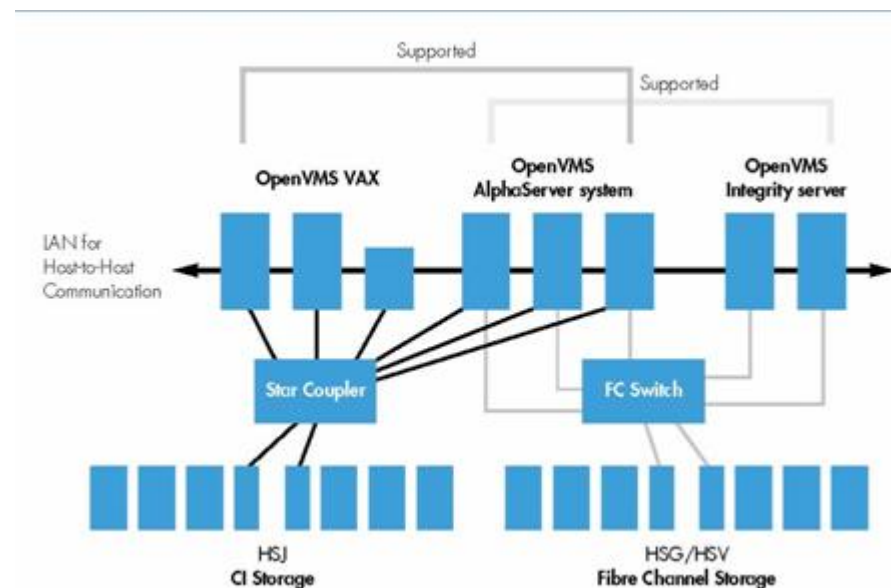 Supported
Supported
OpenVMS VAX
OpenVMS
AlphaServer system
OpenVMS
Integrity server
LAN for
Host-to-Host
Communication
Star Coupler
FC Switch
HSJ
CI Storage
HSG/HSV
Fibre Channel Storage